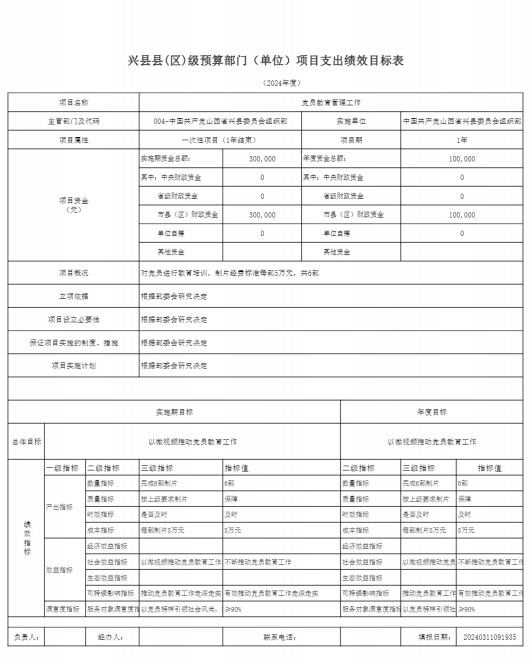 兴县县(区)级预算部门（单位）项目支出绩效目标表
（2024年度）
项目名称 党员教育管理工作
主管部门及代码 004-中国共产党山西省兴县委员会组织部 实施单位 中国共产党山西省兴县委员会组织部
项目属性 一次性项目（1年结束） 项目期 1年
项目资金（元） 实施期资金总额： 300,000 年度资金总额： 100,000
其中：中央财政资金 0 其中：中央财政资金 0
省级财政资金 0 省级财政资金 0
市县（区）财政资金 300,000 市县（区）财政资金 100,000
单位自筹 0 单位自筹 0
其他资金 其他资金
项目概况 对党员进行教育培训。制片经费标准每部5万元，共6部
立项依据 根据部委会研究决定
项目设立必要性 根据部委会研究决定
保证项目实施的制度、措施 根据部委会研究决定
项目实施计划 根据部委会研究决定
实施期目标 年度目标
总体目标 以微视频推动党员教育工作 以微视频推动党员教育工作
绩效指标 一级指标 二级指标 三级指标 指标值 二级指标 三级指标 指标值
产出指标 数量指标 完成6部制片 6部 数量指标 完成6部制片 6部
质量指标 按上级要求制片 保障 质量指标 按上级要求制片 保障
时效指标 是否及时 及时 时效指标 是否及时 及时
成本指标 每部制片5万元 5万元 成本指标 每部制片5万元 5万元
效益指标 经济效益指标 经济效益指标
社会效益指标 以微视频推动党员教育工作 不断推动党员教育工作 社会效益指标 以微视频推动党员 不断推动党员教育工作
生态效益指标 生态效益指标
可持续影响指标 推动党员教育工作走深走实 有效推动党员教育工作走深走实 可持续影响指标 推动党员教育工作 有效推动党员教育工作
满意度指标 服务对象满意度指 以党员榜样引领社会风尚。 ≥90% 服务对象满意度指 以党员榜样引领社 ≥90%
负责人： 经办人： 联系电话： 填报日期： 20240311091935